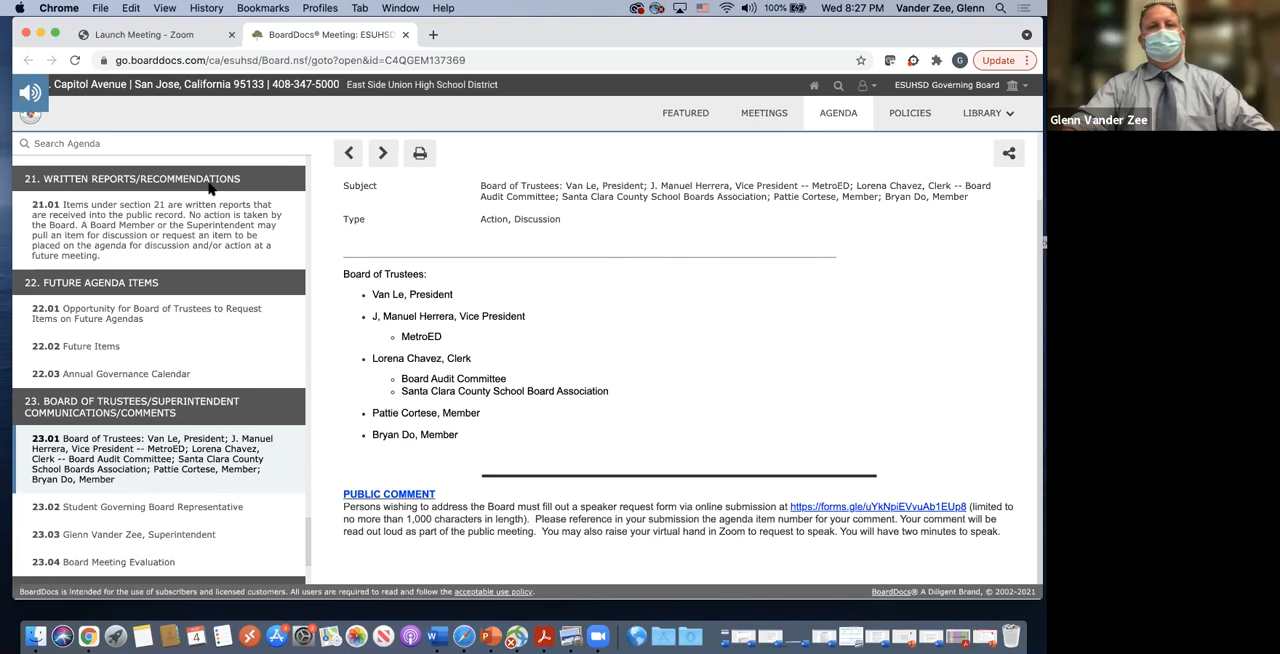 Chrome File Edit View History Bookmarks Profiles Tab Window Help 100% Wed 8:27 PM Vander Zee, Glenn
Launch Meeting - Zoom BoardDocs® Meeting: ESUHSD
go.boarddocs.com/ca/esuhsd/Board.nsf/goto?open&id=C4QGEM137369 G Update
Capitol Avenue | San Jose, California 95133 | 408-347-5000 East Side Union High School District ESUHSD Governing Board
FEATURED MEETINGS AGENDA POLICIES LIBRARY
Glenn Vander Zee
Search Agenda
21. WRITTEN REPORTS/RECOMMENDATIONS
21.01 Items under section 21 are written reports that
are received into the public record. No action is taken by
the Board. A Board Member or the Superintendent may
pull an item for discussion or request an item to be
placed on the agenda for discussion and/or action at a
future meeting.
22. FUTURE AGENDA ITEMS
22.01 Opportunity for Board of Trustees to Request
Items on Future Agendas
22.02 Future Items
22.03 Annual Governance Calendar
23. BOARD OF TRUSTEES/SUPERINTENDENT
COMMUNICATIONS/COMMENTS
23.01 Board of Trustees: Van Le, President; J. Manuel
Herrera, Vice President -- MetroED; Lorena Chavez,
Clerk -- Board Audit Committee; Santa Clara County
School Boards Association; Pattie Cortese, Member;
Bryan Do, Member
23.02 Student Governing Board Representative
23.03 Glenn Vander Zee, Superintendent
23.04 Board Meeting Evaluation
Subject Board of Trustees: Van Le, President; J. Manuel Herrera, Vice President -- MetroED; Lorena Chavez, Clerk -- Board
Audit Committee; Santa Clara County School Boards Association; Pattie Cortese, Member; Bryan Do, Member
Type Action, Discussion
Board of Trustees:
Van Le, President
J, Manuel Herrera, Vice President
MetroED
Lorena Chavez, Clerk
Board Audit Committee
Santa Clara County School Board Association
Pattie Cortese, Member
Bryan Do, Member
PUBLIC COMMENT
Persons wishing to address the Board must fill out a speaker request form via online submission at https://forms.gle/uYkNpiEVvuAb1EUp8 (limited to
no more than 1,000 characters in length). Please reference in your submission the agenda item number for your comment. Your comment will be
read out loud as part of the public meeting. You may also raise your virtual hand in Zoom to request to speak. You will have two minutes to speak.
BoardDocs is intended for the use of subscribers and licensed customers. All users are required to read and follow the acceptable use policy. BoardDocs® A Diligent Brand, © 2002-2021